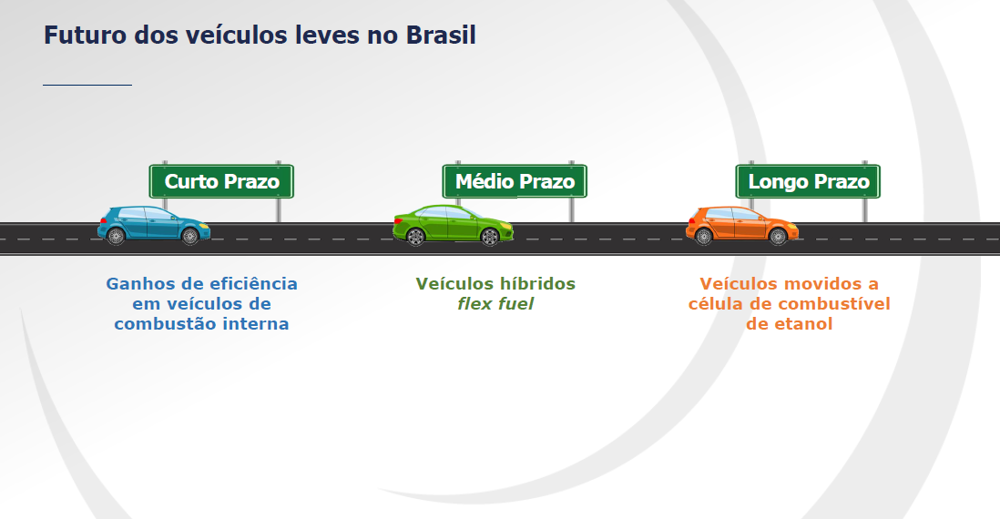 Futuro dos veículos leves no Brasil
Curto Prazo
Médio Prazo
Longo Prazo
Ganhos de eficiência
em veículos de
combustão interna
Veículos híbridos
flex fuel
Veículos movidos a
célula de combustível
de etanol